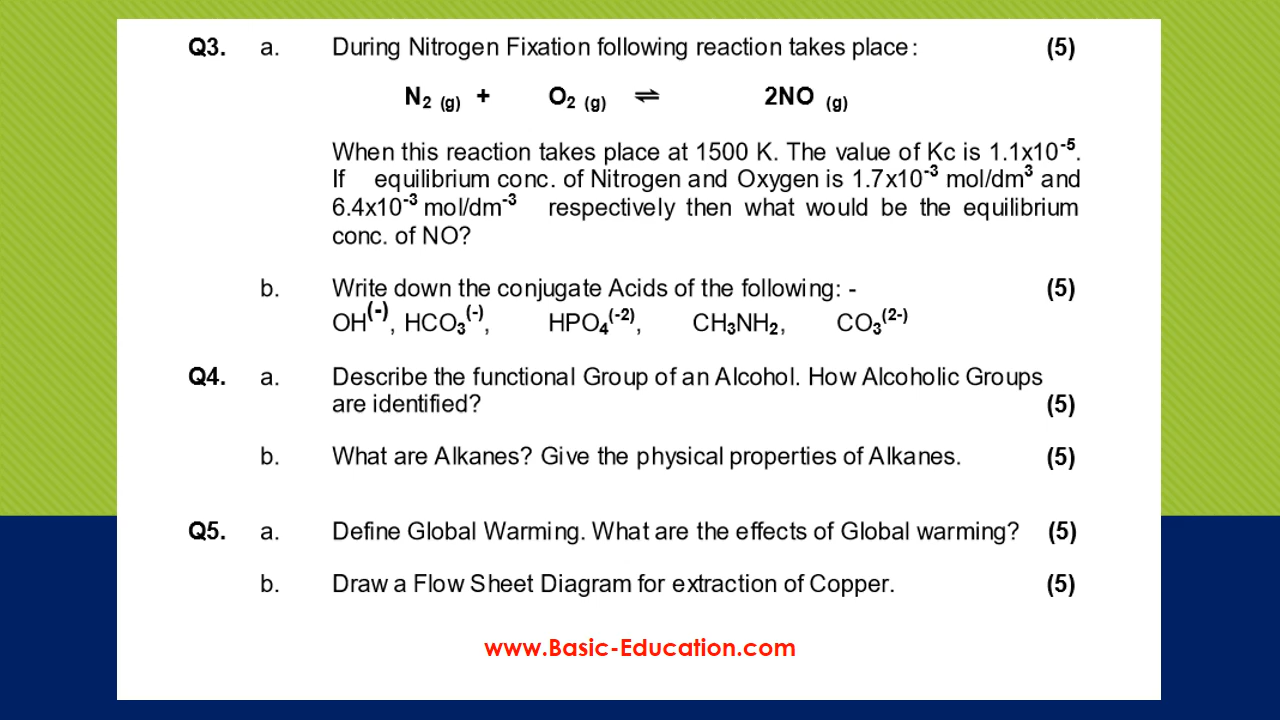 Q3. a. During Nitrogen Fixation following reaction takes place: (5)
N₂ (g) + O₂ (g) ⇌ 2NO (g)
When this reaction takes place at 1500 K. The value of Kc is 1.1x10⁻⁵.
If equilibrium conc. of Nitrogen and Oxygen is 1.7x10⁻³ mol/dm³ and
6.4x10⁻³ mol/dm⁻³ respectively then what would be the equilibrium
conc. of NO?
b. Write down the conjugate Acids of the following: - (5)
OH⁽⁻⁾, HCO₃⁽⁻⁾, HPO₄⁽⁻²⁾, CH₃NH₂, CO₃⁽²⁻⁾
Q4. a. Describe the functional Group of an Alcohol. How Alcoholic Groups
are identified? (5)
b. What are Alkanes? Give the physical properties of Alkanes. (5)
Q5. a. Define Global Warming. What are the effects of Global warming? (5)
b. Draw a Flow Sheet Diagram for extraction of Copper. (5)
www.Basic-Education.com